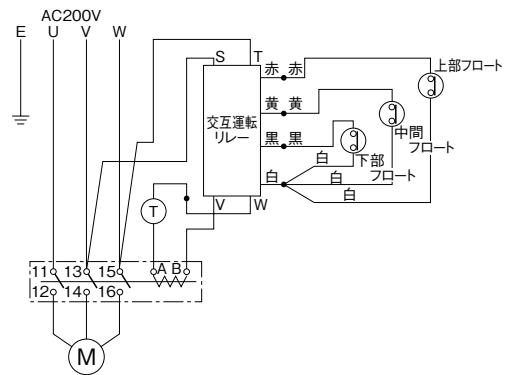 AC200V
E U V W
S T
赤 赤
上部フロート
黄 黄
交互運転
リレー
中間
フロート
黒 黒
下部
フロート
白 白
白
白
T
V W
11 13 15 A B
12 14 16
M